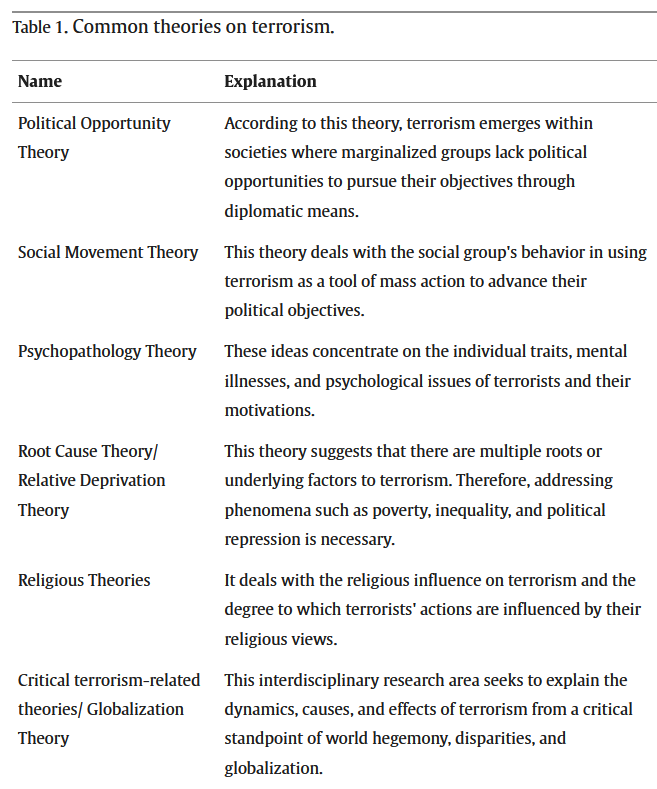 Table 1. Common theories on terrorism.
Name Explanation
Political Opportunity Theory
According to this theory, terrorism emerges within
societies where marginalized groups lack political
opportunities to pursue their objectives through
diplomatic means.
Social Movement Theory
This theory deals with the social group's behavior in using
terrorism as a tool of mass action to advance their
political objectives.
Psychopathology Theory
These ideas concentrate on the individual traits, mental
illnesses, and psychological issues of terrorists and their
motivations.
Root Cause Theory/
Relative Deprivation
Theory
This theory suggests that there are multiple roots or
underlying factors to terrorism. Therefore, addressing
phenomena such as poverty, inequality, and political
repression is necessary.
Religious Theories
It deals with the religious influence on terrorism and the
degree to which terrorists' actions are influenced by their
religious views.
Critical terrorism-related
theories/ Globalization
Theory
This interdisciplinary research area seeks to explain the
dynamics, causes, and effects of terrorism from a critical
standpoint of world hegemony, disparities, and
globalization.